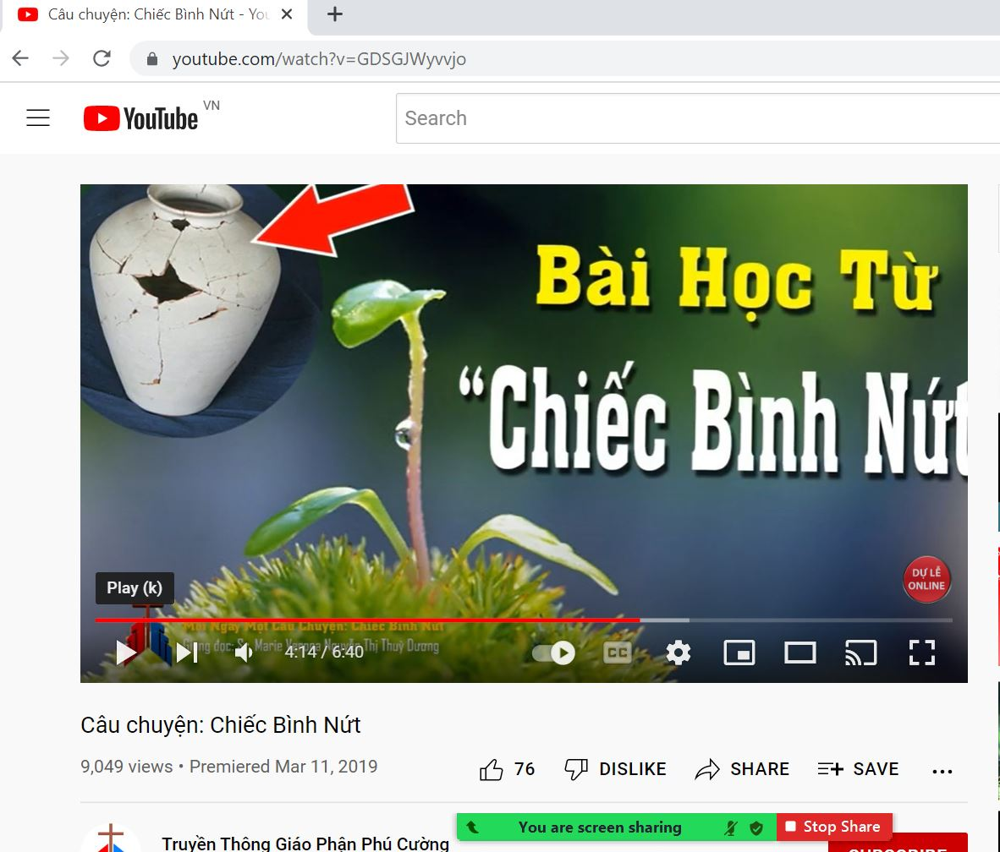 Câu chuyện: Chiếc Bình Nứt - You
youtube.com/watch?v=GDSGJWyvvjo
YouTube VN
Search
Bài Học Từ
“Chiếc Bình Nứt
DỰ LỄ
ONLINE
Play (k)
Mỗi Ngày Một Câu Chuyện: Chiếc Bình Nứt
Giọng đọc: Sr. Marie Verona Nguyễn Thị Thuỳ Dương
4:14 / 6:40
CC
Câu chuyện: Chiếc Bình Nứt
9,049 views • Premiered Mar 11, 2019
76 DISLIKE SHARE SAVE
You are screen sharing Stop Share
Truyền Thông Giáo Phận Phú Cường
SUBSCRIBE